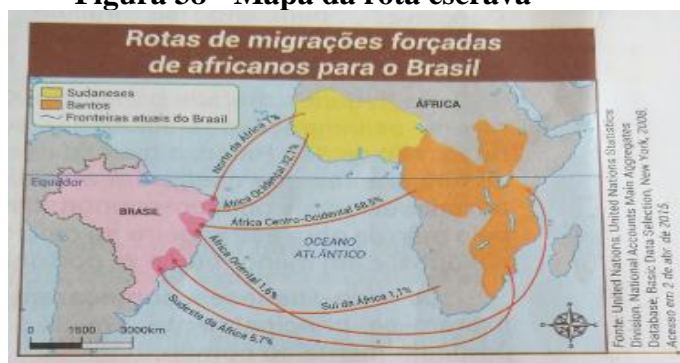 Figura 38 - Mapa da rota escrava
Rotas de migrações forçadas
de africanos para o Brasil
Sudaneses
Bantos
Fronteiras atuais do Brasil
ÁFRICA
Norte da África
África Ocidental 32,1%
Equador
BRASIL
África Centro-Ocidental 58,5%
OCEANO
ATLÂNTICO
África Oriental 1,6%
Sul da África 1,1%
Sudeste da África 6,7%
0 1500 3000km
Fonte: United Nations. United Nations Statistics
Division. National Accounts Main Aggregates
Database. Basic Data Selection. New York, 2008.
Acesso em 2 de abr. de 2015.